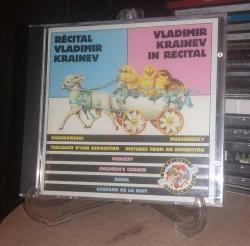 RÉCITAL
VLADIMIR
KRAINEV
VLADIMIR
KRAINEV
IN RECITAL
MOUSSORGSKI
MUSSORGSKY
TABLEAUX D'UNE EXPOSITION
PICTURES FROM AN EXHIBITION
DEBUSSY
CHILDREN'S CORNER
RAVEL
GASPARD DE LA NUIT